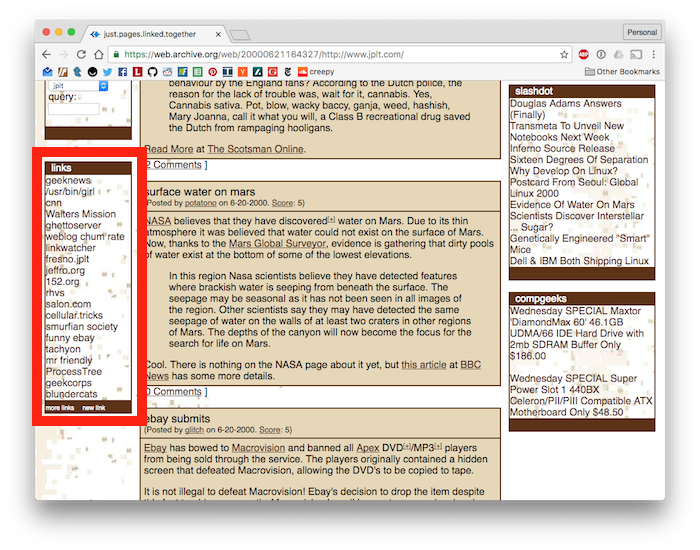 just.pages.linked.together
Personal
https://web.archive.org/web/20000621164327/http://www.jplt.com/
creepy
Other Bookmarks
jplt
query:
links
geeknews
/usr/bin/girl
cnn
Wafters Mission
ghettoserver
weblog chum rate
linkwatcher
fresno.jplt
jeffro.org
152.org
rhvs
salon.com
cellular.tricks
smurfian society
funny ebay
tachyon
mr friendly
ProcessTree
geekcorps
blundercats
more links new link
behaviour by the England fans? According to the Dutch police, the
reason for the lack of trouble was, wait for it, cannabis. Yes,
Cannabis sativa. Pot, blow, wacky baccy, ganja, weed, hashish,
Mary Joanna, call it what you will, a Class B recreational drug saved
the Dutch from rampaging hooligans.
Read More at The Scotsman Online.
2 Comments ]
surface water on mars
(Posted by potatono on 6-20-2000. Score: 5)
NASA believes that they have discovered[+] water on Mars. Due to its thin
atmosphere it was believed that water could not exist on the surface of Mars.
Now, thanks to the Mars Global Surveyor, evidence is gathering that dirty pools
of water exist at the bottom of some of the lowest elevations.
In this region Nasa scientists believe they have detected features
where brackish water is seeping from beneath the surface. The
seepage may be seasonal as it has not been seen in all images of
the region. Other scientists say they may have detected the same
seepage of water on the walls of at least two craters in other regions
of Mars. The depths of the canyon will now become the focus for the
search for life on Mars.
Cool. There is nothing on the NASA page about it yet, but this article at BBC
News has some more details.
0 Comments ]
ebay submits
(Posted by glitch on 6-20-2000. Score: 5)
Ebay has bowed to Macrovision and banned all Apex DVD[+]/MP3[+] players
from being sold through the service. The players originally contained a hidden
screen that defeated Macrovision, allowing the DVD's to be copied to tape.
It is not illegal to defeat Macrovision! Ebay's decision to drop the item despite
slashdot
Douglas Adams Answers
(Finally)
Transmeta To Unveil New
Notebooks Next Week
Inferno Source Release
Sixteen Degrees Of Separation
Why Develop On Linux?
Postcard From Seoul: Global
Linux 2000
Evidence Of Water On Mars
Scientists Discover Interstellar
... Sugar?
Genetically Engineered "Smart"
Mice
Dell & IBM Both Shipping Linux
compgeeks
Wednesday SPECIAL Maxtor
'DiamondMax 60' 46.1GB
UDMA/66 IDE Hard Drive with
2mb SDRAM Buffer Only
$186.00
Wednesday SPECIAL Super
Power Slot 1 440BX
Celeron/PII/PIII Compatible ATX
Motherboard Only $48.50